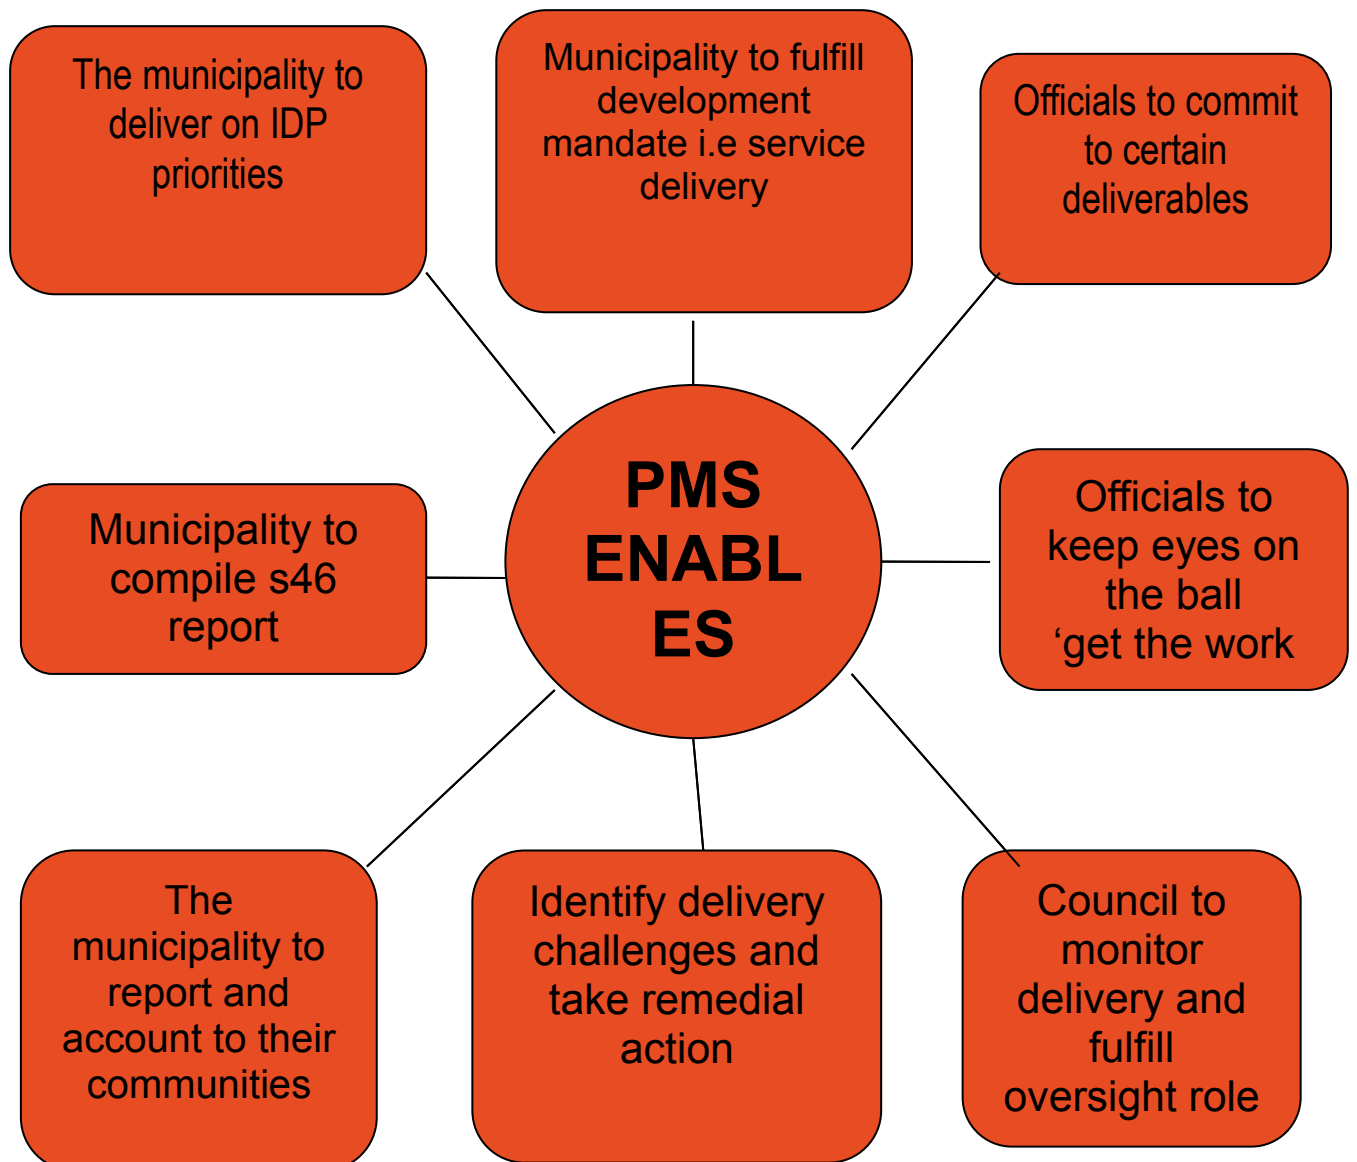 The municipality to
deliver on IDP
priorities
Municipality to fulfill
development
mandate i.e service
delivery
Officials to commit
to certain
deliverables
PMS
ENABL
ES
Municipality to
compile s46
report
Officials to
keep eyes on
the ball
‘get the work
The
municipality to
report and
account to their
communities
Identify delivery
challenges and
take remedial
action
Council to
monitor
delivery and
fulfill
oversight role